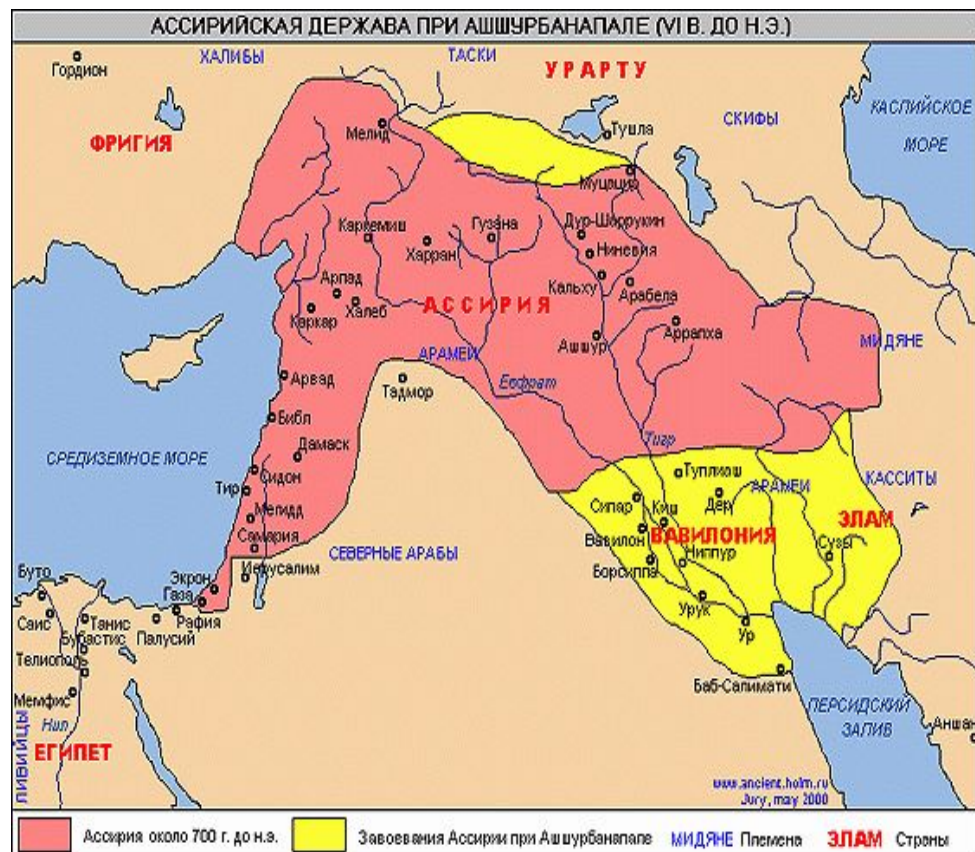 АССИРИЙСКАЯ ДЕРЖАВА ПРИ АШШУРБАНАПАЛЕ (VI В. ДО Н.Э.)
Гордион
ХАЛИБЫ
ТАСКИ
УРАРТУ
СКИФЫ
КАСПИЙСКОЕ
МОРЕ
ФРИГИЯ
Мелид
Тушпа
Муцацир
Каркемиш
Харран
Гузана
Дур-Шаррукин
Ниневия
Кальху
Арабела
Арпад
Халеб
Каркар
АССИРИЯ
Аррапха
Ашшур
МИДЯНЕ
АРАМЕИ
Евфрат
Арвад
Тадмор
Библ
Тигр
Дамаск
СРЕДИЗЕМНОЕ МОРЕ
Сидон
Тир
Мегидд
Самария
Туплиаш
АРАМЕИ
КАССИТЫ
Сипар
Киш
Дер
ЭЛАМ
ВАВИЛОНИЯ
Вавилон
Сузы
Ниппур
Борсиппа
СЕВЕРНЫЕ АРАБЫ
Иерусалим
Экрон
Газа
Рафия
Буто
Саис
Танис
Бубастис
Палусий
Телиополь
Мемфис
Нил
ЕГИПЕТ
ЛИВИЙЦЫ
Урук
Ур
Баб-Салимати
ПЕРСИДСКИЙ
ЗАЛИВ
Аншан
www.ancient.holm.ru
Jury, may 2000
Ассирия около 700 г. до н.э.
Завоевания Ассирии при Ашшурбанапале
МИДЯНЕ Племена
ЭЛАМ Страны